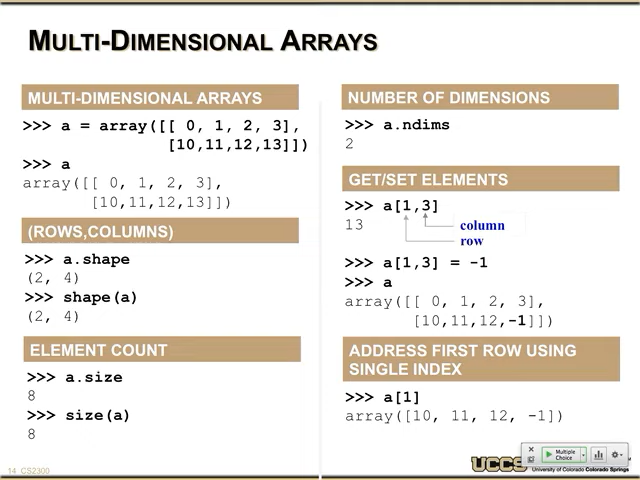 MULTI-DIMENSIONAL ARRAYS
MULTI-DIMENSIONAL ARRAYS
>>> a = array([[ 0, 1, 2, 3],
[10,11,12,13]])
>>> a
array([[ 0, 1, 2, 3],
[10,11,12,13]])
(ROWS,COLUMNS)
>>> a.shape
(2, 4)
>>> shape(a)
(2, 4)
ELEMENT COUNT
>>> a.size
8
>>> size(a)
8
NUMBER OF DIMENSIONS
>>> a.ndims
2
GET/SET ELEMENTS
>>> a[1,3]
13
column
row
>>> a[1,3] = -1
>>> a
array([[ 0, 1, 2, 3],
[10,11,12,-1]])
ADDRESS FIRST ROW USING
SINGLE INDEX
>>> a[1]
array([10, 11, 12, -1])
Multiple
Choice
14 CS2300
UCCS
University of Colorado Colorado Springs